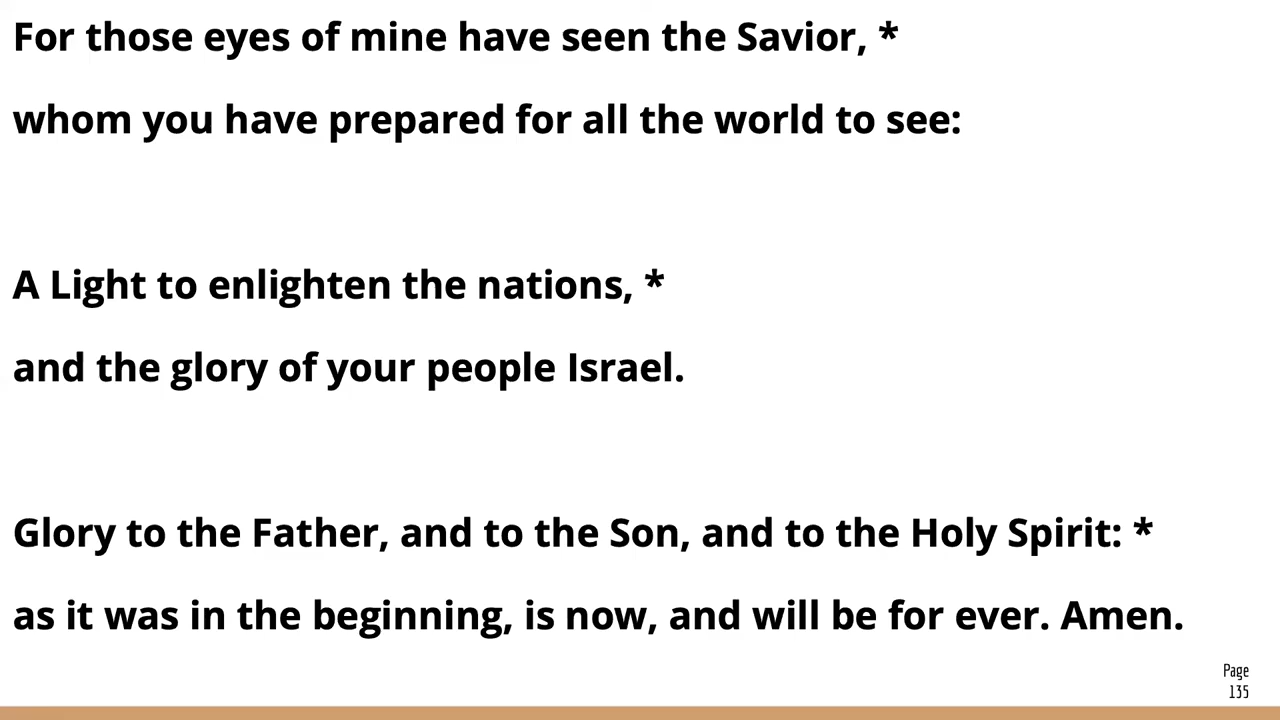 For those eyes of mine have seen the Savior, *
whom you have prepared for all the world to see:
A Light to enlighten the nations, *
and the glory of your people Israel.
Glory to the Father, and to the Son, and to the Holy Spirit: *
as it was in the beginning, is now, and will be for ever. Amen.
Page
135